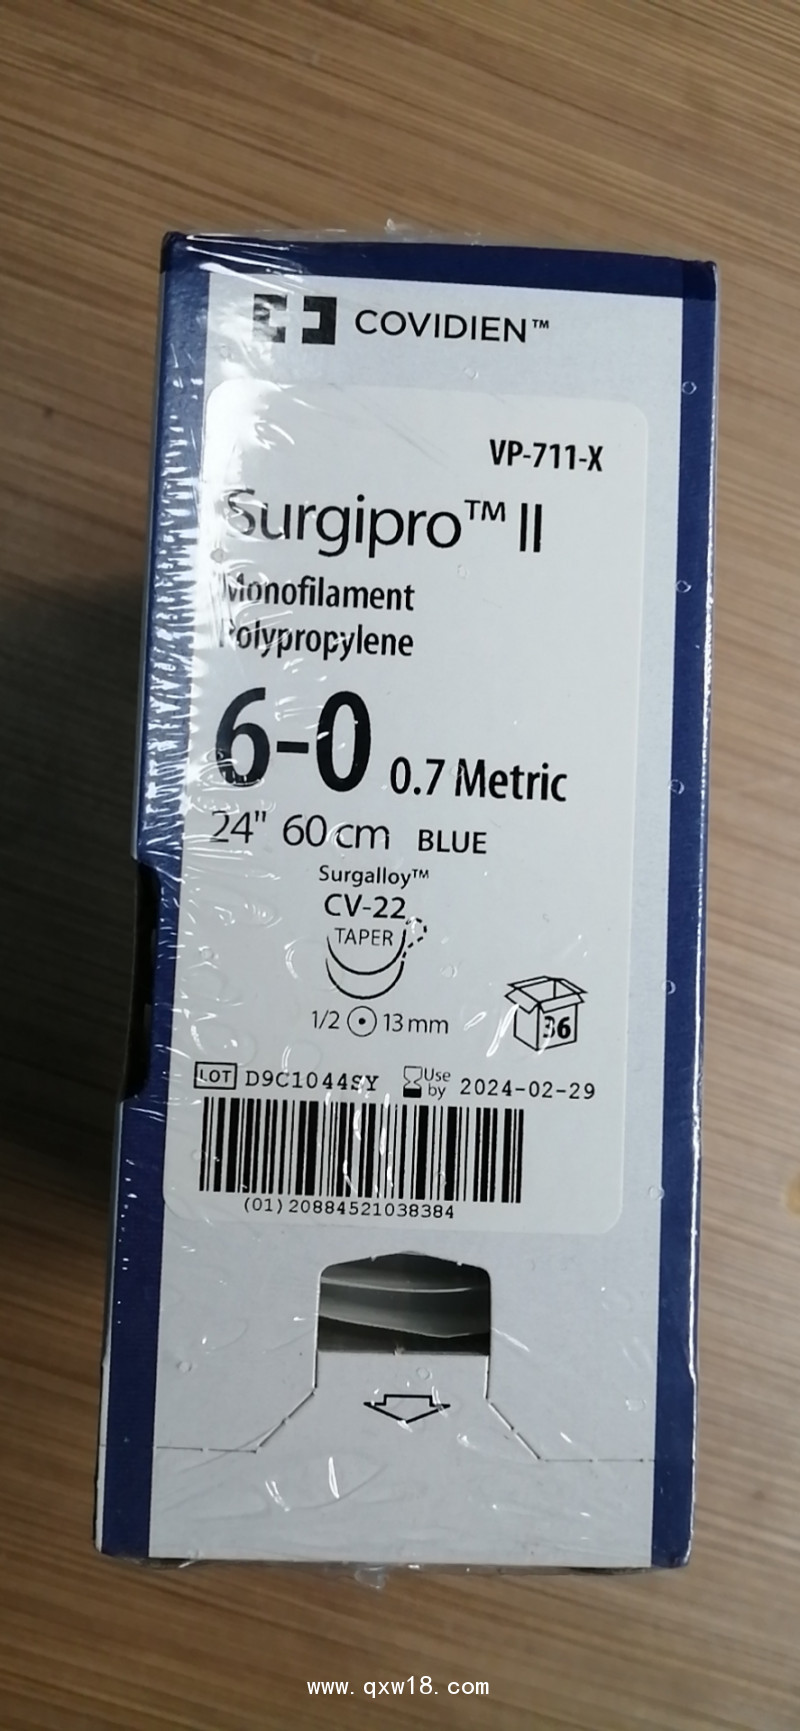 COVIDIEN™
VP-711-X
Surgipro™ II
Monofilament
Polypropylene
6-0 0.7 Metric
24" 60 cm BLUE
Surgalloy™
CV-22
TAPER
1/2 13 mm
36
LOT D9C1044SY Use by 2024-02-29
(01)20884521038384
www.qxw18.com